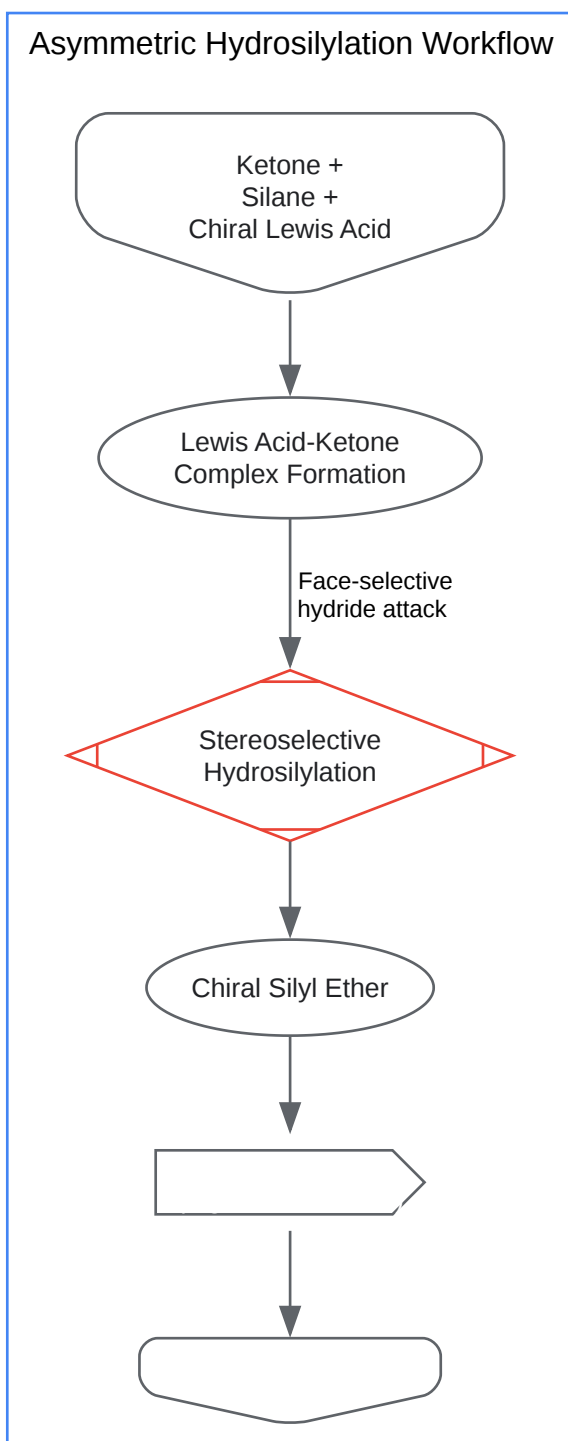 Asymmetric Hydrosilylation Workflow
Ketone +
Silane +
Chiral Lewis Acid
Lewis Acid-Ketone
Complex Formation
Face-selective
hydride attack
Stereoselective
Hydrosilylation
Chiral Silyl Ether